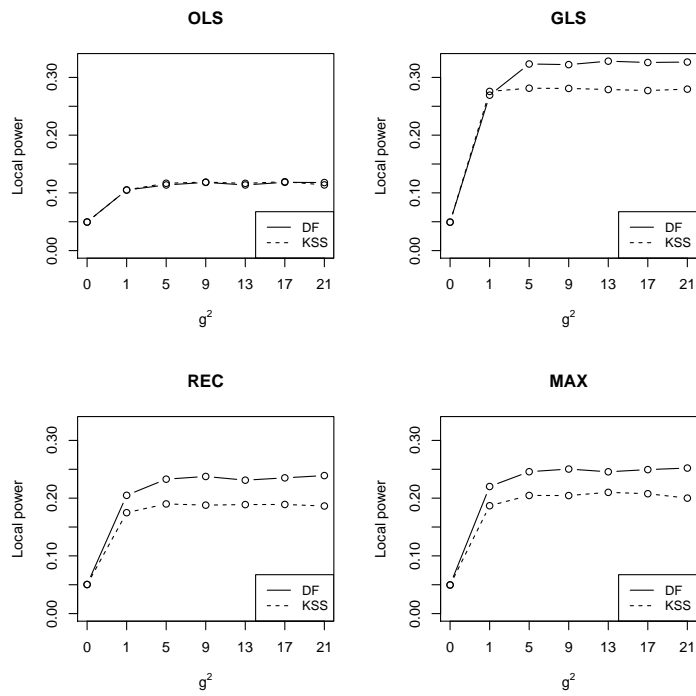 OLS
Local power
0.00
0.10
0.20
0.30
DF
KSS
0 1 5 9 13 17 21
g²
GLS
Local power
0.00
0.10
0.20
0.30
DF
KSS
0 1 5 9 13 17 21
g²
REC
Local power
0.00
0.10
0.20
0.30
DF
KSS
0 1 5 9 13 17 21
g²
MAX
Local power
0.00
0.10
0.20
0.30
DF
KSS
0 1 5 9 13 17 21
g²